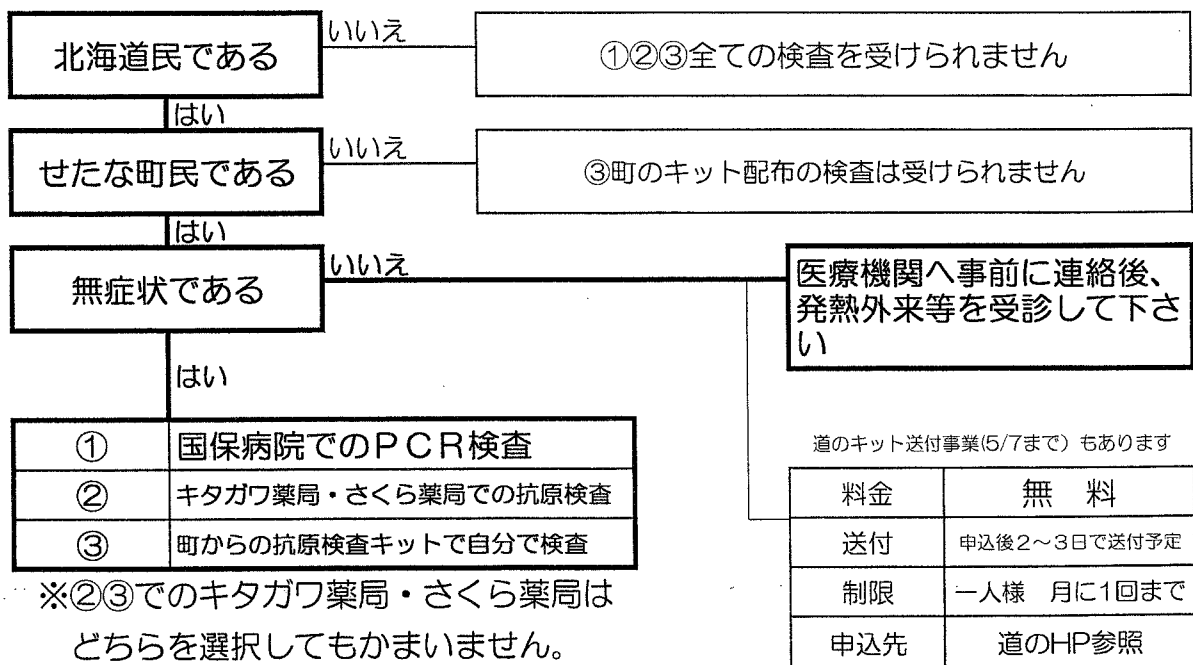 北海道民である
いいえ
①②③全ての検査を受けられません
はい
せたな町民である
いいえ
③町のキット配布の検査は受けられません
はい
無症状である
いいえ
医療機関へ事前に連絡後、
発熱外来等を受診して下さ
い
はい
① 国保病院でのPCR検査
② キタガワ薬局・さくら薬局での抗原検査
③ 町からの抗原検査キットで自分で検査
※②③でのキタガワ薬局・さくら薬局は
どちらを選択してもかまいません。
道のキット送付事業(5/7まで)もあります
料金 無 料
送付 申込後2~3日で送付予定
制限 一人様 月に1回まで
申込先 道のHP参照